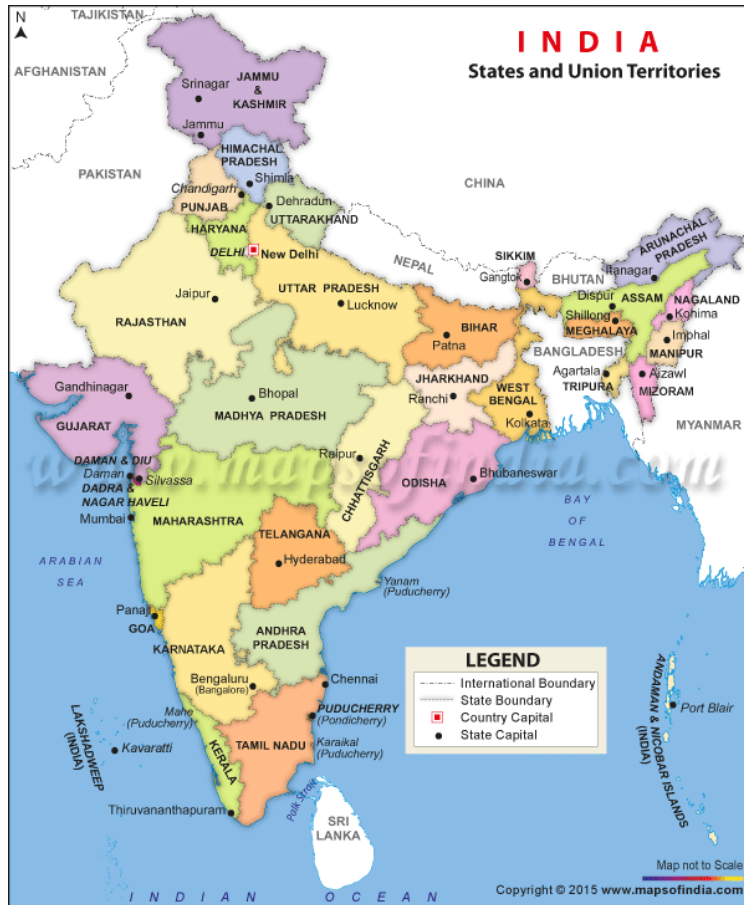 TAJIKISTAN
N
INDIA
States and Union Territories
AFGHANISTAN
JAMMU
&
KASHMIR
Srinagar
Jammu
PAKISTAN
HIMACHAL
PRADESH
Shimla
CHINA
Chandigarh
PUNJAB
Dehradun
UTTARAKHAND
HARYANA
DELHI
New Delhi
NEPAL
SIKKIM
Gangtok
BHUTAN
ARUNACHAL
PRADESH
Itanagar
Dispur
ASSAM
NAGALAND
Kohima
Shillong
MEGHALAYA
Imphal
MANIPUR
BANGLADESH
Agartala
TRIPURA
Aizawl
MIZORAM
MYANMAR
UTTAR PRADESH
Lucknow
Jaipur
RAJASTHAN
BIHAR
Patna
JHARKHAND
Ranchi
WEST
BENGAL
Kolkata
Gandhinagar
GUJARAT
Bhopal
MADHYA PRADESH
Raipur
CHHATTISGARH
ODISHA
Bhubaneswar
www.mapsofindia.com
DAMAN & DIU
Daman
Silvassa
DADRA &
NAGAR HAVELI
Mumbai
MAHARASHTRA
TELANGANA
Hyderabad
BAY
OF
BENGAL
ARABIAN
SEA
Yanam
(Puducherry)
Panaji
GOA
KARNATAKA
ANDHRA
PRADESH
Bengaluru
(Bangalore)
Chennai
Mahe
(Puducherry)
PUDUCHERRY
(Pondicherry)
KERALA
TAMIL NADU
Karaikal
(Puducherry)
LAKSHADWEEP
(INDIA)
Kavaratti
Thiruvananthapuram
Palk Strait
SRI
LANKA
LEGEND
International Boundary
State Boundary
Country Capital
State Capital
ANDAMAN & NICOBAR ISLANDS
(INDIA)
Port Blair
Map not to Scale
Copyright © 2015 www.mapsofindia.com
INDIAN OCEAN